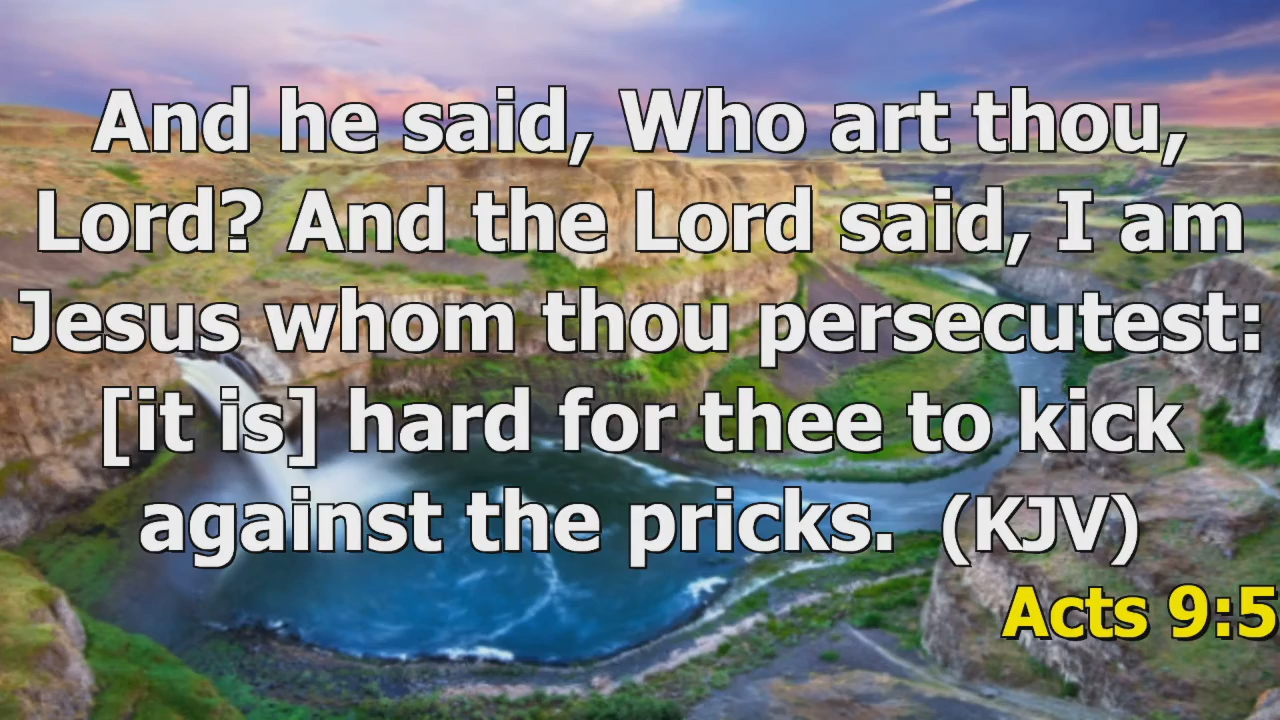 And he said, Who art thou,
Lord? And the Lord said, I am
Jesus whom thou persecutest:
[it is] hard for thee to kick
against the pricks.  (KJV)
Acts 9:5